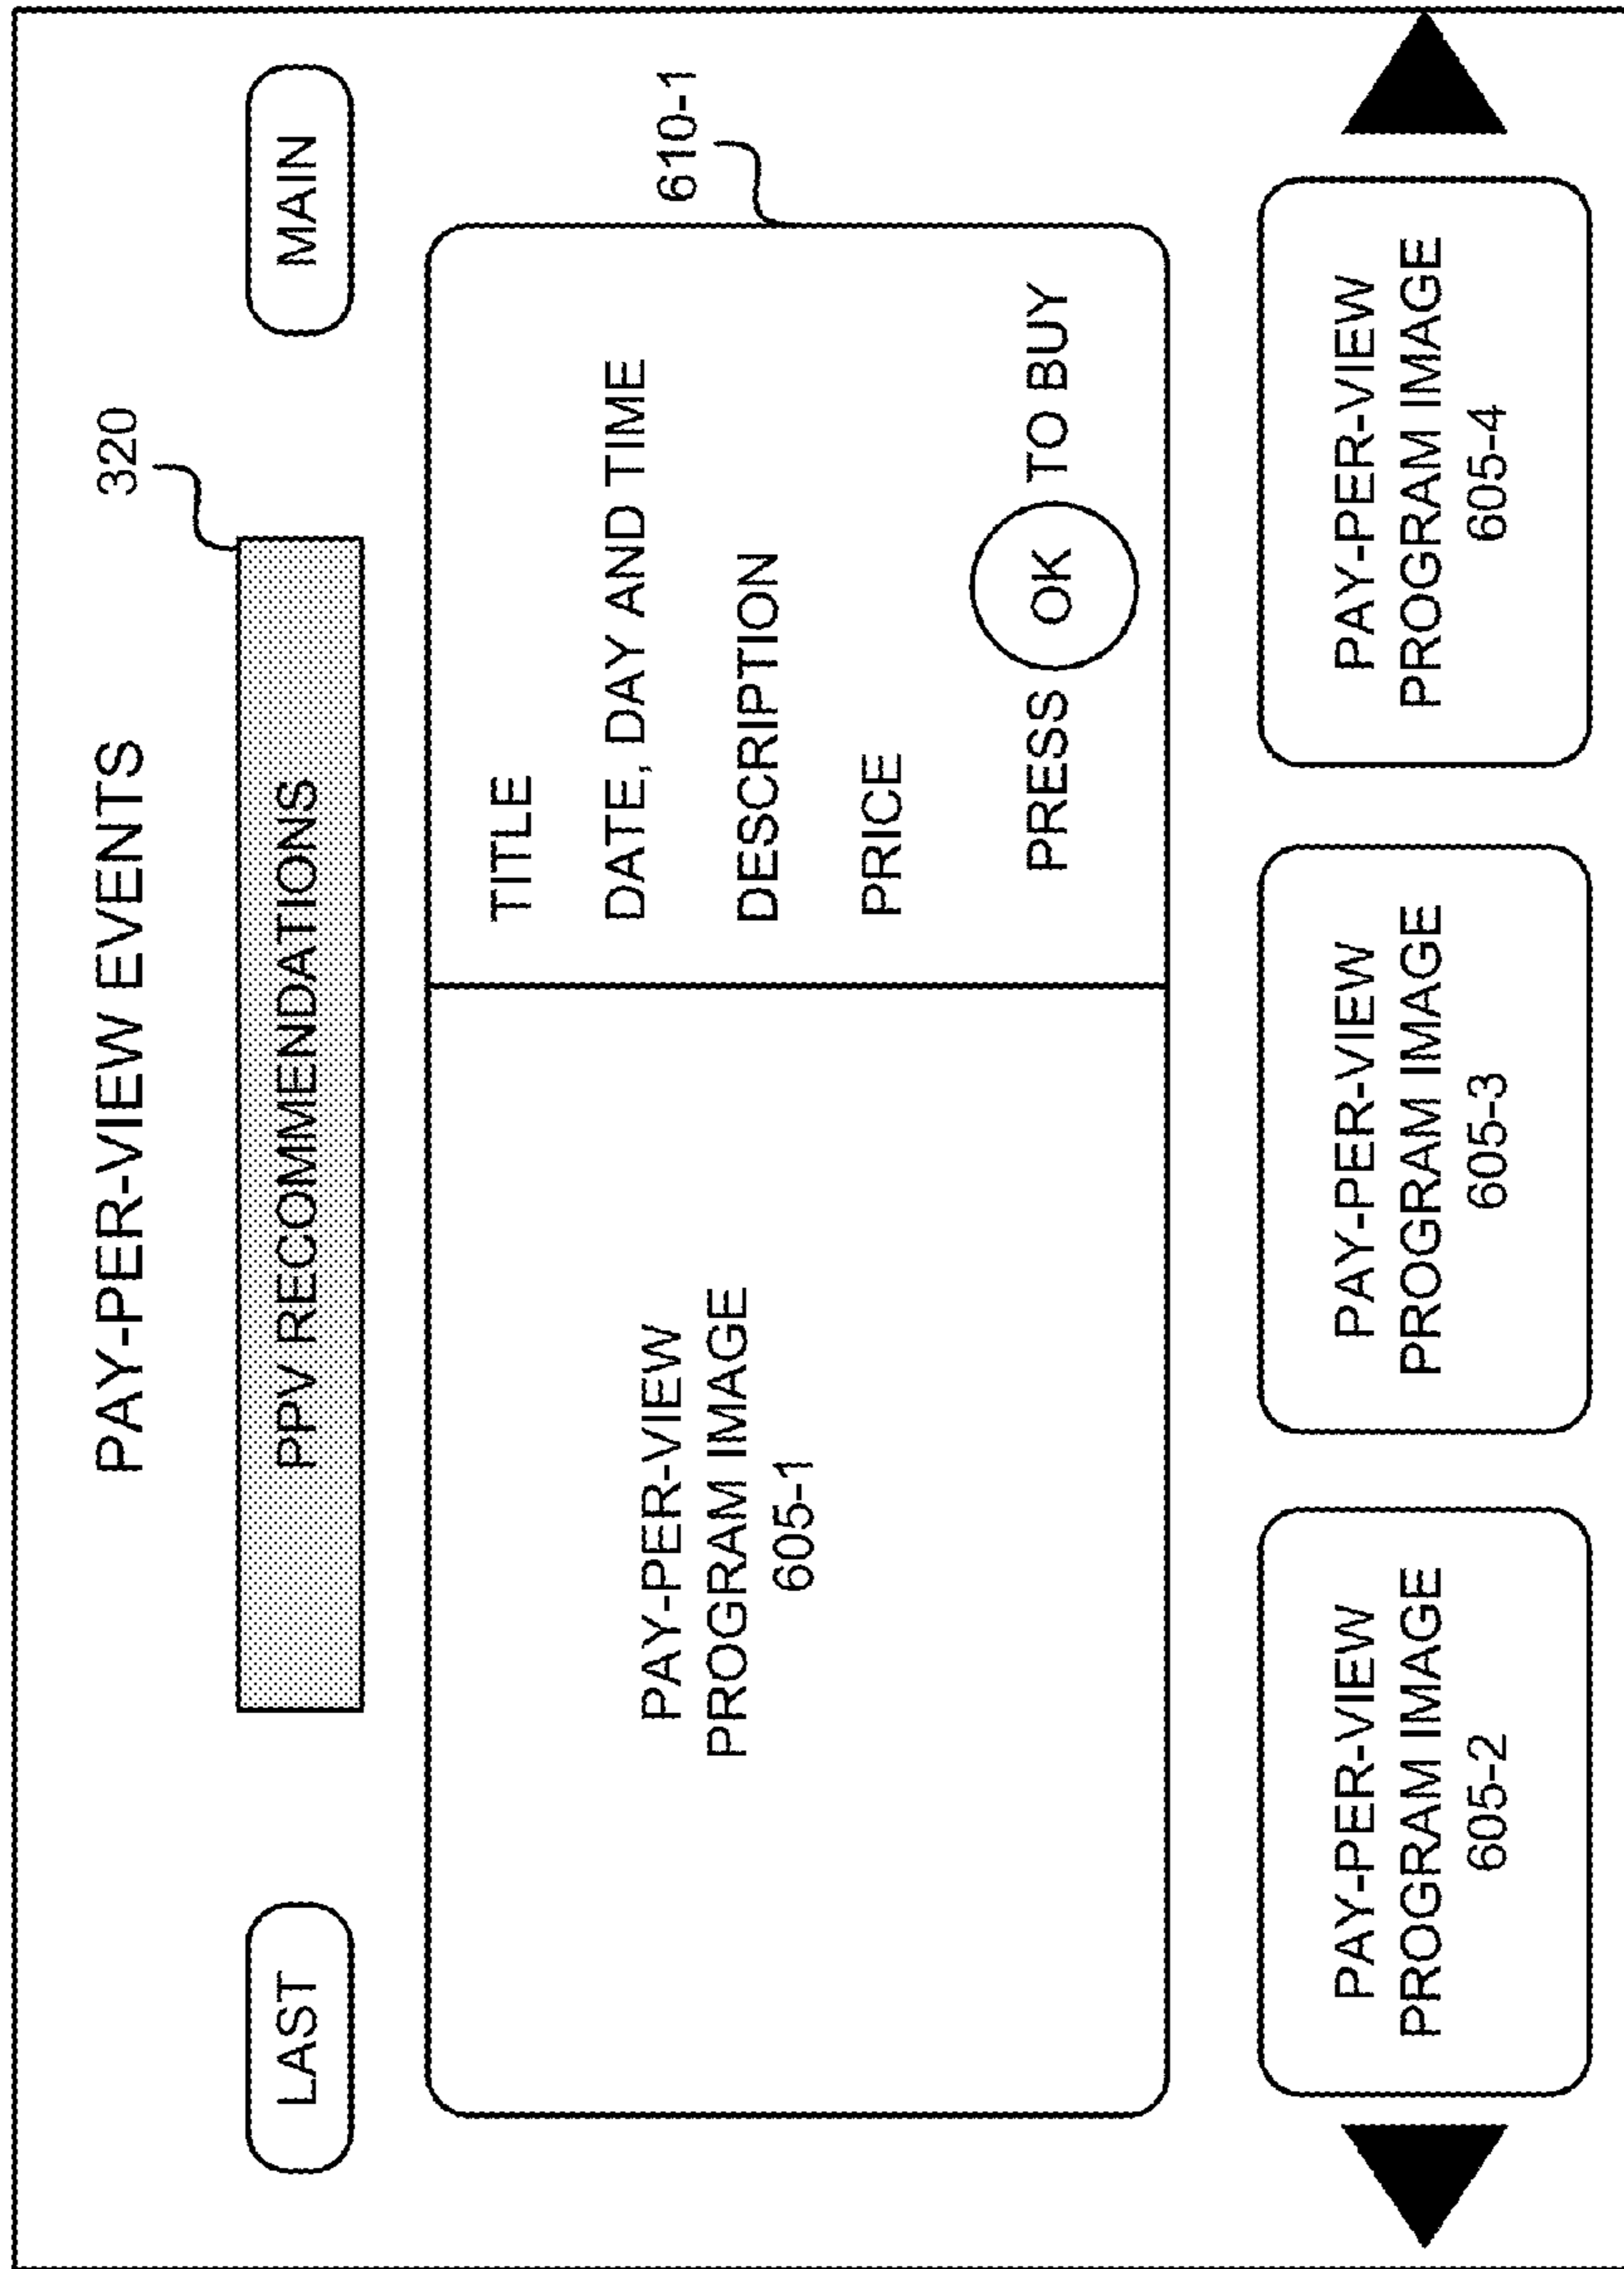 PAY-PER-VIEW EVENTS
320
LAST
PPV RECOMMENDATIONS
MAIN
610-1
PAY-PER-VIEW
PROGRAM IMAGE
605-1
TITLE
DATE, DAY AND TIME
DESCRIPTION
PRICE
PRESS OK TO BUY
PAY-PER-VIEW
PROGRAM IMAGE
605-2
PAY-PER-VIEW
PROGRAM IMAGE
605-3
PAY-PER-VIEW
PROGRAM IMAGE
605-4